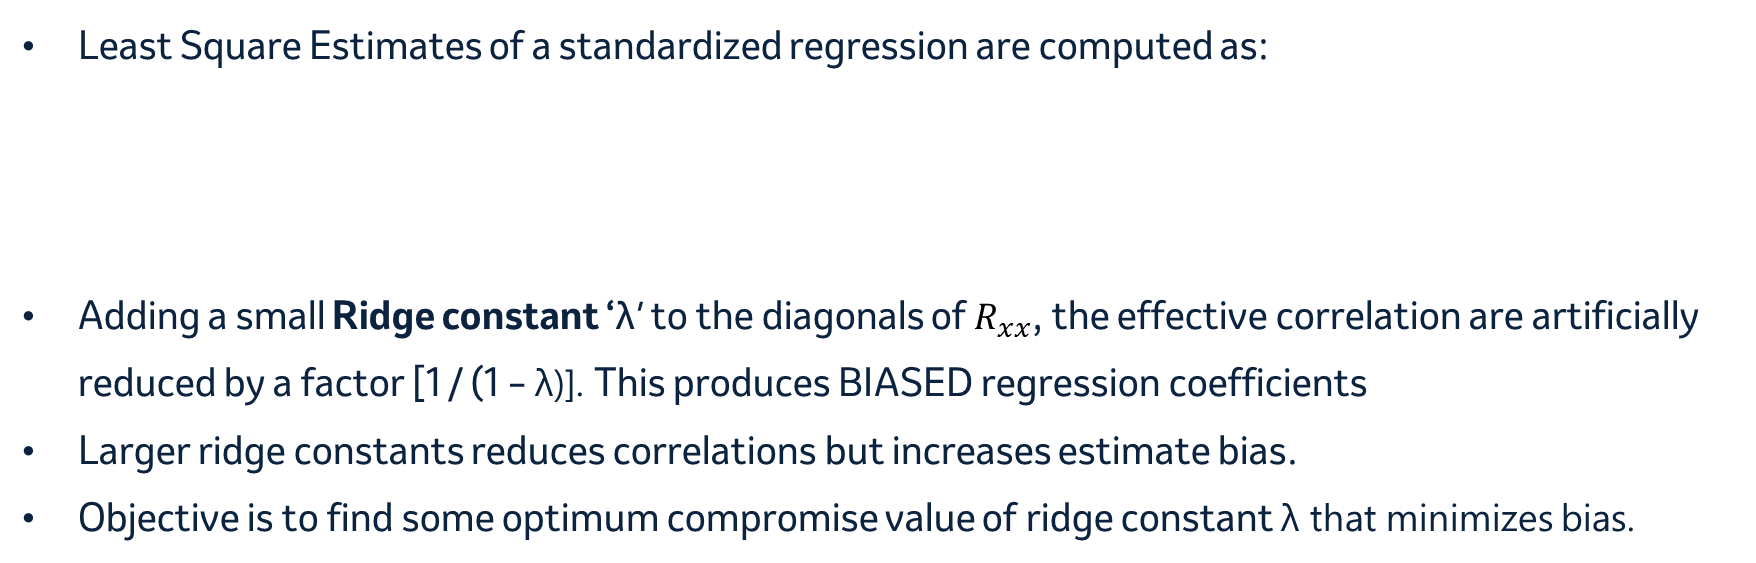 • Least Square Estimates of a standardized regression are computed as:
• Adding a small Ridge constant ‘λ’ to the diagonals of Rₓₓ, the effective correlation are artificially
reduced by a factor [1 / (1 – λ)]. This produces BIASED regression coefficients
• Larger ridge constants reduces correlations but increases estimate bias.
• Objective is to find some optimum compromise value of ridge constant λ that minimizes bias.